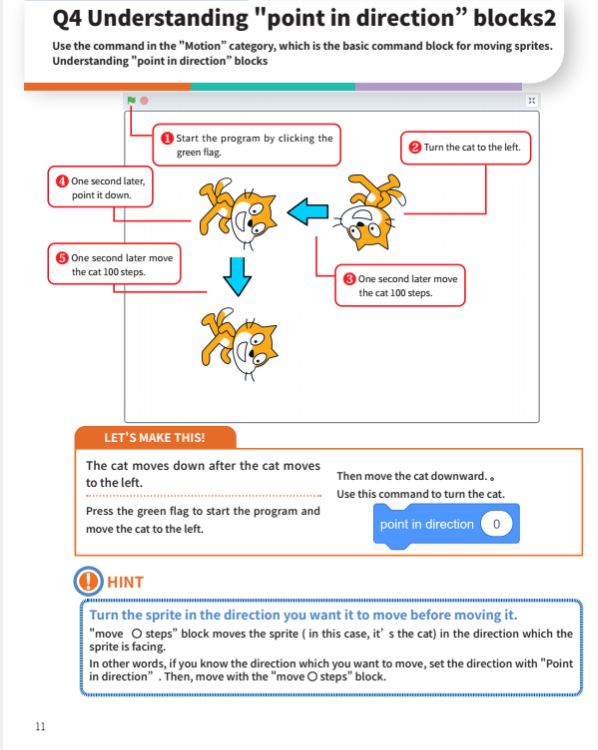 Q4 Understanding "point in direction” blocks2
Use the command in the "Motion” category, which is the basic command block for moving sprites.
Understanding "point in direction” blocks
1 Start the program by clicking the
green flag.
2 Turn the cat to the left.
4 One second later,
point it down.
5 One second later move
the cat 100 steps.
3 One second later move
the cat 100 steps.
LET'S MAKE THIS!
The cat moves down after the cat moves
to the left.
Press the green flag to start the program and
move the cat to the left.
Then move the cat downward. 。
Use this command to turn the cat.
point in direction 0
HINT
Turn the sprite in the direction you want it to move before moving it.
"move ○ steps” block moves the sprite ( in this case, it’ s the cat) in the direction which the
sprite is facing.
In other words, if you know the direction which you want to move, set the direction with "Point
in direction” . Then, move with the "move ○ steps” block.
11